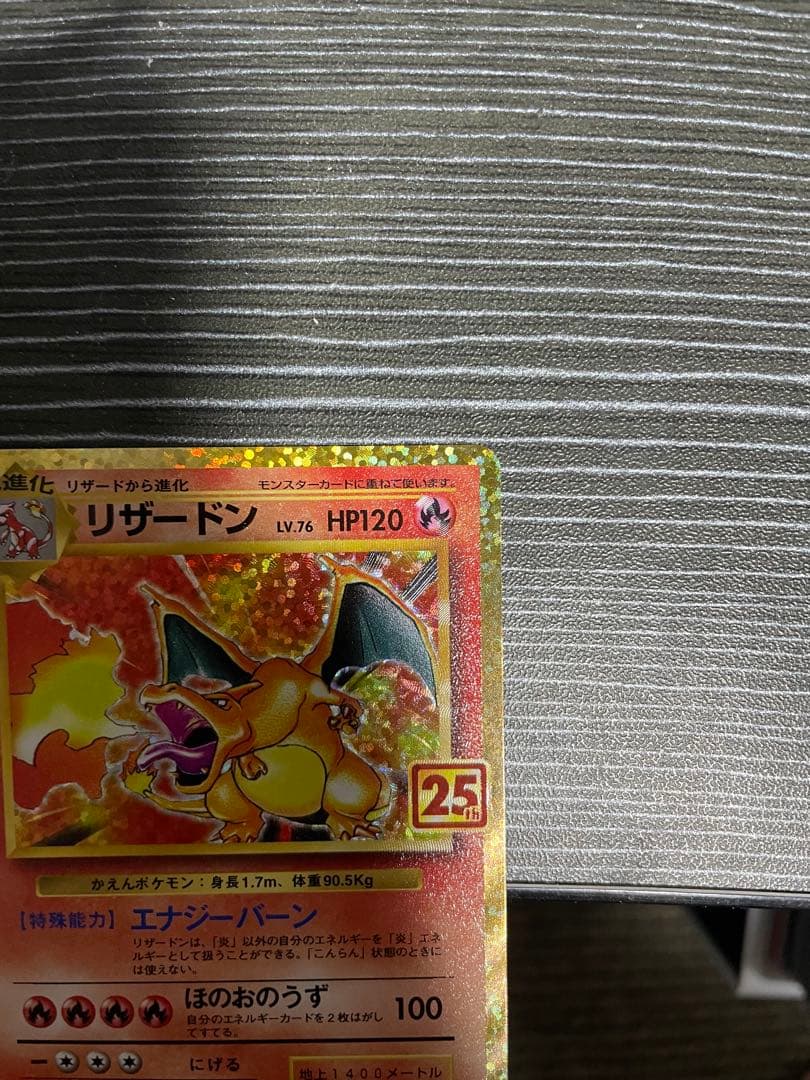 進化 リザードから進化 モンスターカードに重ねて使います。
リザードン LV.76 HP120
25th
かえんポケモン：身長1.7m、体重90.5Kg
【特殊能力】エナジーバーン
リザードンは、「炎」以外の自分のエネルギーを「炎」エネ
ルギーとして扱うことができる。「こんらん」状態のときに
は使えない。
ほのおのうず 100
自分のエネルギーカードを2枚はがし
てすてる。
にげる
地上1400メートル